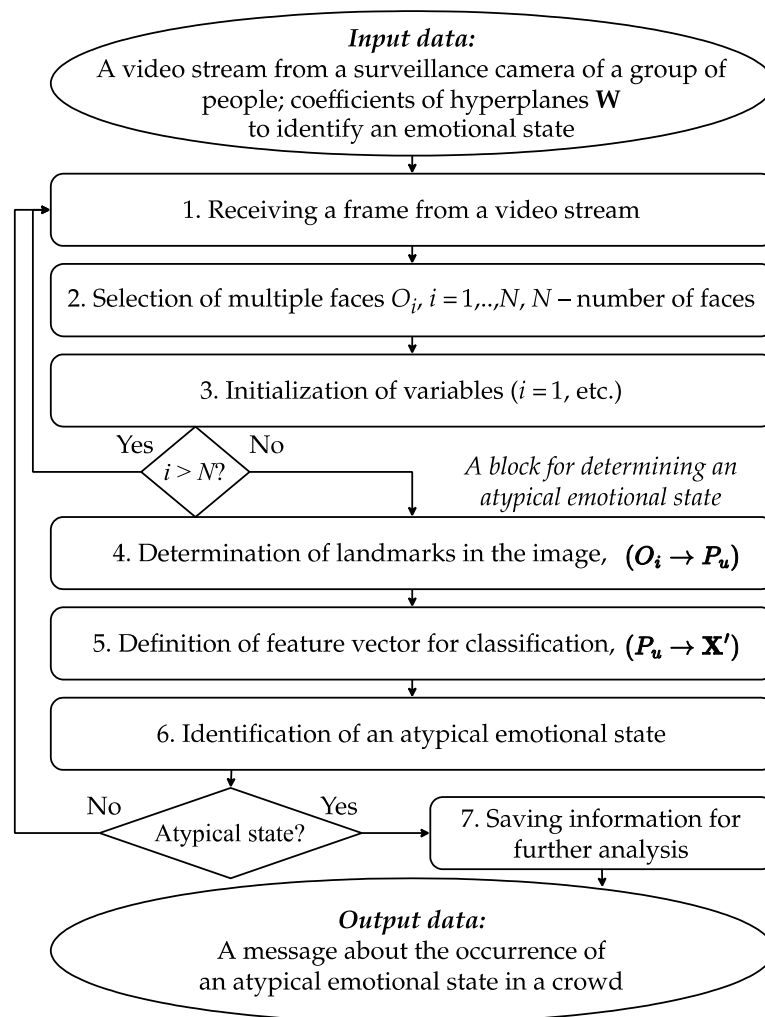 Input data:
A video stream from a surveillance camera of a group of
people; coefficients of hyperplanes W
to identify an emotional state
1. Receiving a frame from a video stream
2. Selection of multiple faces Oᵢ, i = 1,..,N, N – number of faces
3. Initialization of variables (i = 1, etc.)
Yes
No
i > N?
A block for determining an
atypical emotional state
4. Determination of landmarks in the image, (Oᵢ → Pᵤ)
5. Definition of feature vector for classification, (Pᵤ → X′)
6. Identification of an atypical emotional state
No
Yes
Atypical state?
7. Saving information for
further analysis
Output data:
A message about the occurrence of
an atypical emotional state in a crowd